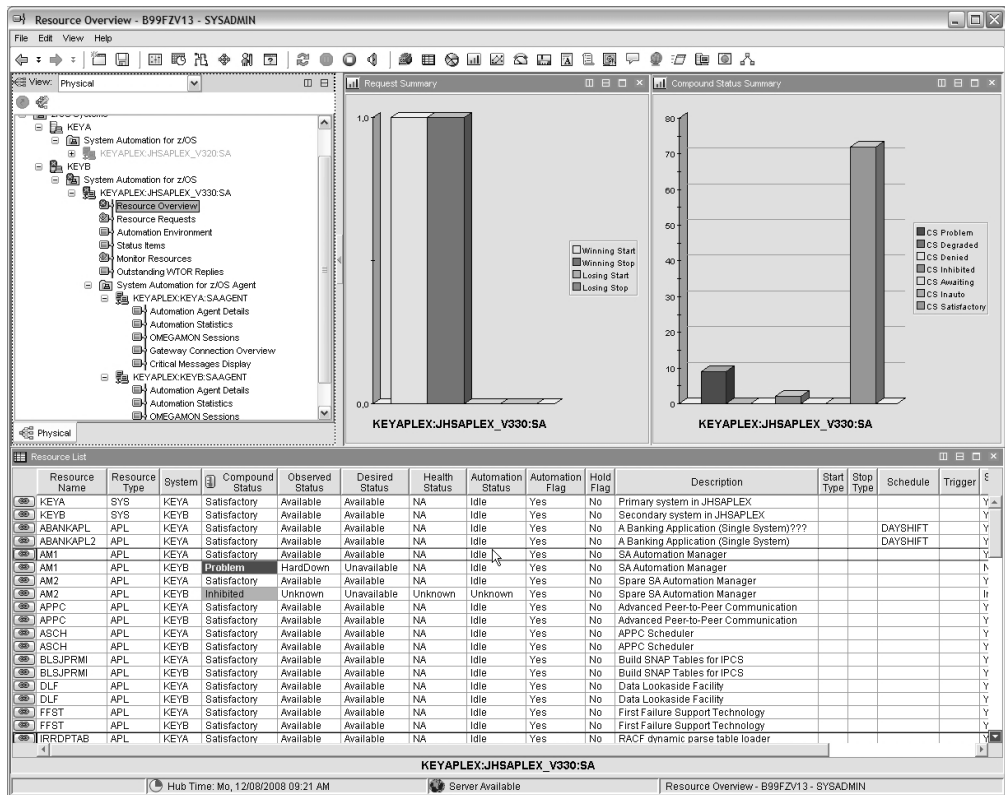 Resource Overview - B99FZV13 - SYSADMIN
File Edit View Help
View: Physical
z/OS Systems
KEYA
System Automation for z/OS
KEYAPLEX:JHSAPLEX_V320:SA
KEYB
System Automation for z/OS
KEYAPLEX:JHSAPLEX_V330:SA
Resource Overview
Resource Requests
Automation Environment
Status Items
Monitor Resources
Outstanding WTOR Replies
System Automation for z/OS Agent
KEYAPLEX:KEYA:SAAGENT
Automation Agent Details
Automation Statistics
OMEGAMON Sessions
Gateway Connection Overview
Critical Messages Display
KEYAPLEX:KEYB:SAAGENT
Automation Agent Details
Automation Statistics
OMEGAMON Sessions
Physical
Request Summary
1,0
0,0
Winning Start
Winning Stop
Losing Start
Losing Stop
KEYAPLEX:JHSAPLEX_V330:SA
Compound Status Summary
80
70
60
50
40
30
20
10
0
CS Problem
CS Degraded
CS Denied
CS Inhibited
CS Awaiting
CS Inauto
CS Satisfactory
KEYAPLEX:JHSAPLEX_V330:SA
Resource List
Resource Name Resource Type System Compound Status Observed Status Desired Status Health Status Automation Status Automation Flag Hold Flag Description Start Type Stop Type Schedule Trigger S
KEYA SYS KEYA Satisfactory Available Available NA Idle Yes No Primary system in JHSAPLEX Y
KEYB SYS KEYB Satisfactory Available Available NA Idle Yes No Secondary system in JHSAPLEX Y
ABANKAPL APL KEYA Satisfactory Available Available NA Idle Yes No A Banking Application (Single System)??? DAYSHIFT Y
ABANKAPL2 APL KEYA Satisfactory Available Available NA Idle Yes No A Banking Application (Single System) DAYSHIFT Y
AM1 APL KEYA Satisfactory Available Available NA Idle Yes No SA Automation Manager Y
AM1 APL KEYB Problem HardDown Unavailable NA Idle Yes No SA Automation Manager N
AM2 APL KEYA Satisfactory Available Available NA Idle Yes No Spare SA Automation Manager Y
AM2 APL KEYB Inhibited Unknown Unavailable Unknown Unknown Yes No Spare SA Automation Manager Ir
APPC APL KEYA Satisfactory Available Available NA Idle Yes No Advanced Peer-to-Peer Communication Y
APPC APL KEYB Satisfactory Available Available NA Idle Yes No Advanced Peer-to-Peer Communication Y
ASCH APL KEYA Satisfactory Available Available NA Idle Yes No APPC Scheduler Y
ASCH APL KEYB Satisfactory Available Available NA Idle Yes No APPC Scheduler Y
BLSJPRMI APL KEYA Satisfactory Available Available NA Idle Yes No Build SNAP Tables for IPCS Y
BLSJPRMI APL KEYB Satisfactory Available Available NA Idle Yes No Build SNAP Tables for IPCS Y
DLF APL KEYA Satisfactory Available Available NA Idle Yes No Data Lookaside Facility Y
DLF APL KEYB Satisfactory Available Available NA Idle Yes No Data Lookaside Facility Y
FFST APL KEYA Satisfactory Available Available NA Idle Yes No First Failure Support Technology Y
FFST APL KEYB Satisfactory Available Available NA Idle Yes No First Failure Support Technology Y
IRRDPTAB APL KEYA Satisfactory Available Available NA Idle Yes No RACF dynamic parse table loader Y
KEYAPLEX:JHSAPLEX_V330:SA
Hub Time: Mo, 12/08/2008 09:21 AM Server Available Resource Overview - B99FZV13 - SYSADMIN